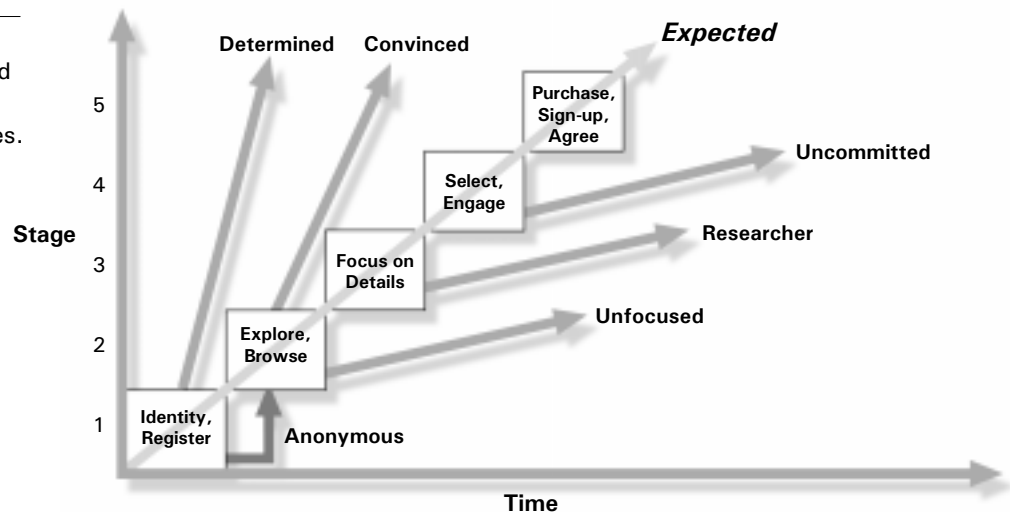 d
es.
Determined
Convinced
Expected
5
Purchase,
Sign-up,
Agree
Uncommitted
4
Select,
Engage
Stage
Researcher
3
Focus on
Details
Unfocused
2
Explore,
Browse
1
Identity,
Register
Anonymous
Time